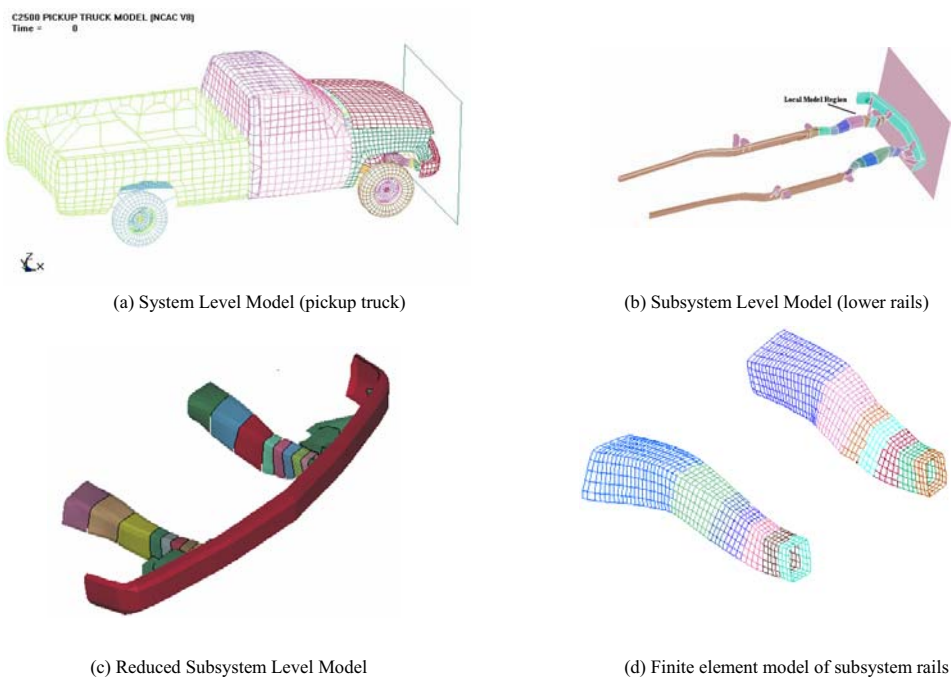 C2500 PICKUP TRUCK MODEL (NCAC V8)
Time = 0
Local Model Region
Z
Y X
(a) System Level Model (pickup truck)
(b) Subsystem Level Model (lower rails)
(c) Reduced Subsystem Level Model
(d) Finite element model of subsystem rails